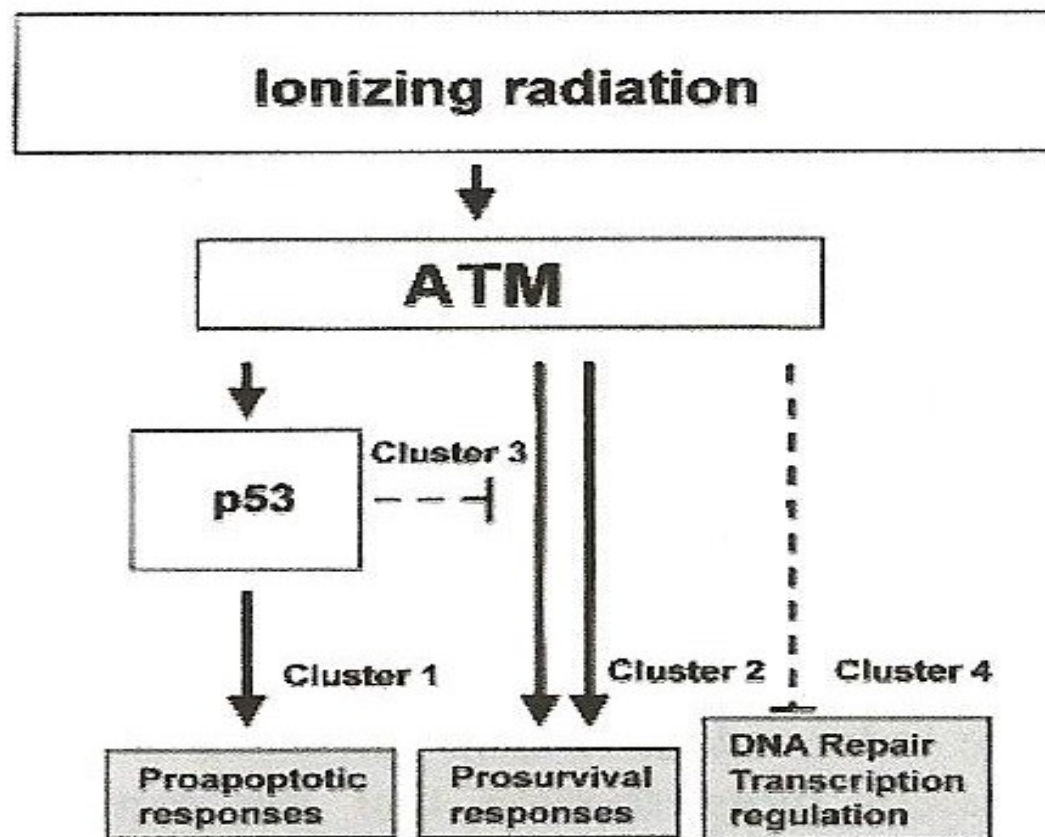 Ionizing radiation
ATM
Cluster 3
p53
Cluster 1
Cluster 2
Cluster 4
Proapoptotic
responses
Prosurvival
responses
DNA Repair
Transcription
regulation